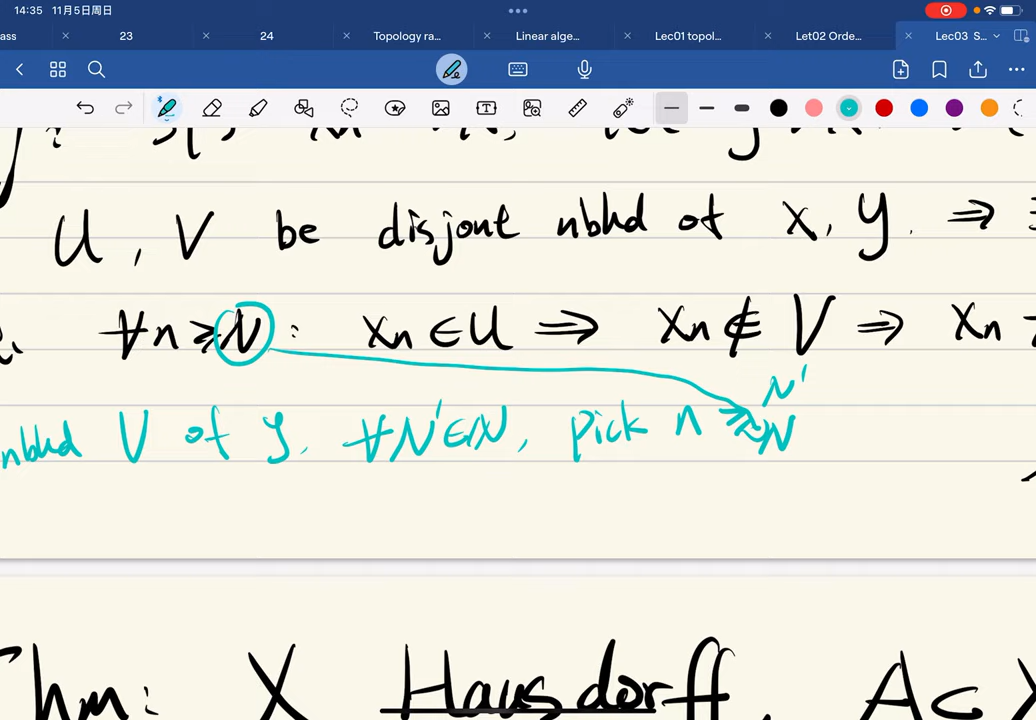 14:35 11月5日周日
ass 23 24 Topology ra... Linear alge... Lec01 topol... Let02 Orde... Lec03 S...
U, V be disjont nbhd of x, y. ⇒
∀n ≥ N : xn ∈ U ⇒ xn ∉ V ⇒ xn
N'
nbhd V of y, ∀N' ∈ N, pick n ≥ N
Thm: X Hausdorff, A ⊂ X